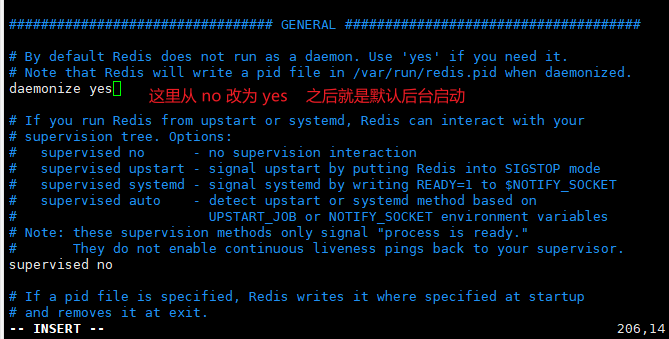 ################################ GENERAL #####################################
# By default Redis does not run as a daemon. Use 'yes' if you need it.
# Note that Redis will write a pid file in /var/run/redis.pid when daemonized.
daemonize yes 这里从 no 改为 yes 之后就是默认后台启动
# If you run Redis from upstart or systemd, Redis can interact with your
# supervision tree. Options:
#   supervised no      - no supervision interaction
#   supervised upstart - signal upstart by putting Redis into SIGSTOP mode
#   supervised systemd - signal systemd by writing READY=1 to $NOTIFY_SOCKET
#   supervised auto    - detect upstart or systemd method based on
#                        UPSTART_JOB or NOTIFY_SOCKET environment variables
# Note: these supervision methods only signal "process is ready."
#       They do not enable continuous liveness pings back to your supervisor.
supervised no
# If a pid file is specified, Redis writes it where specified at startup
# and removes it at exit.
-- INSERT -- 206,14